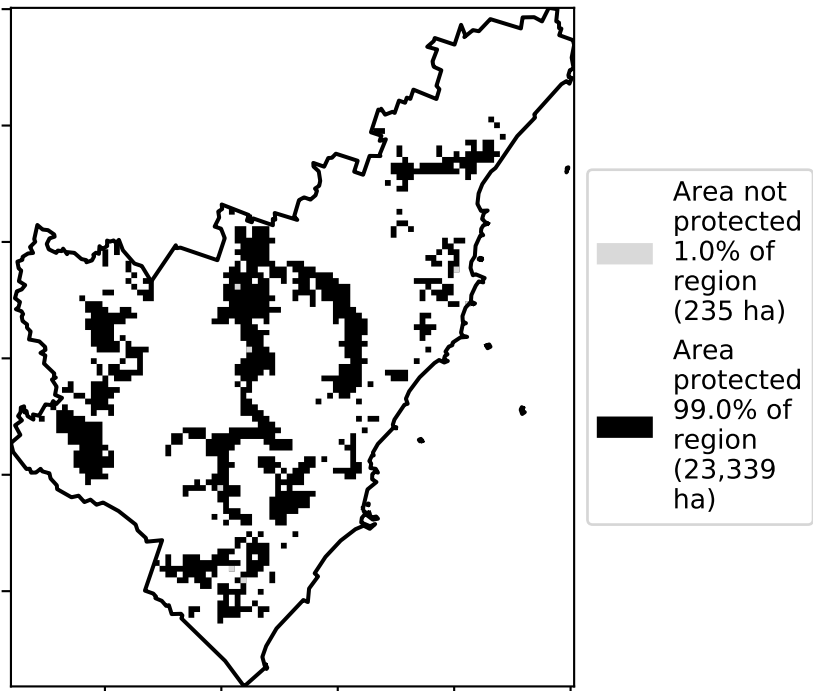 Area not
protected
1.0% of
region
(235 ha)
Area
protected
99.0% of
region
(23,339
ha)